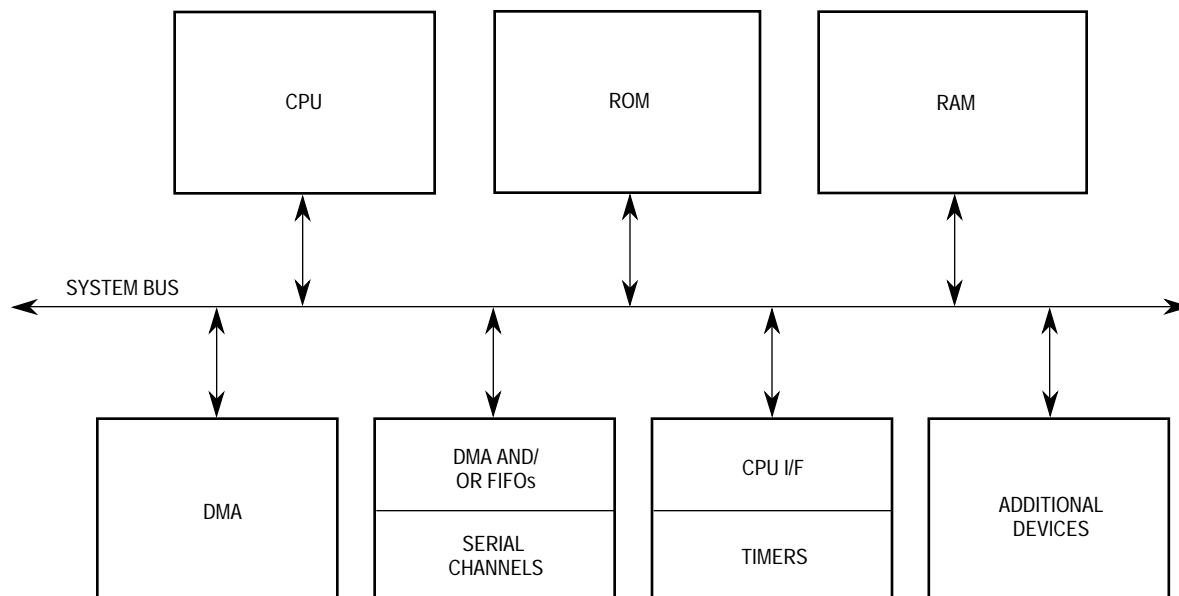 CPU
ROM
RAM
SYSTEM BUS
DMA
DMA AND/
OR FIFOs
SERIAL
CHANNELS
CPU I/F
TIMERS
ADDITIONAL
DEVICES